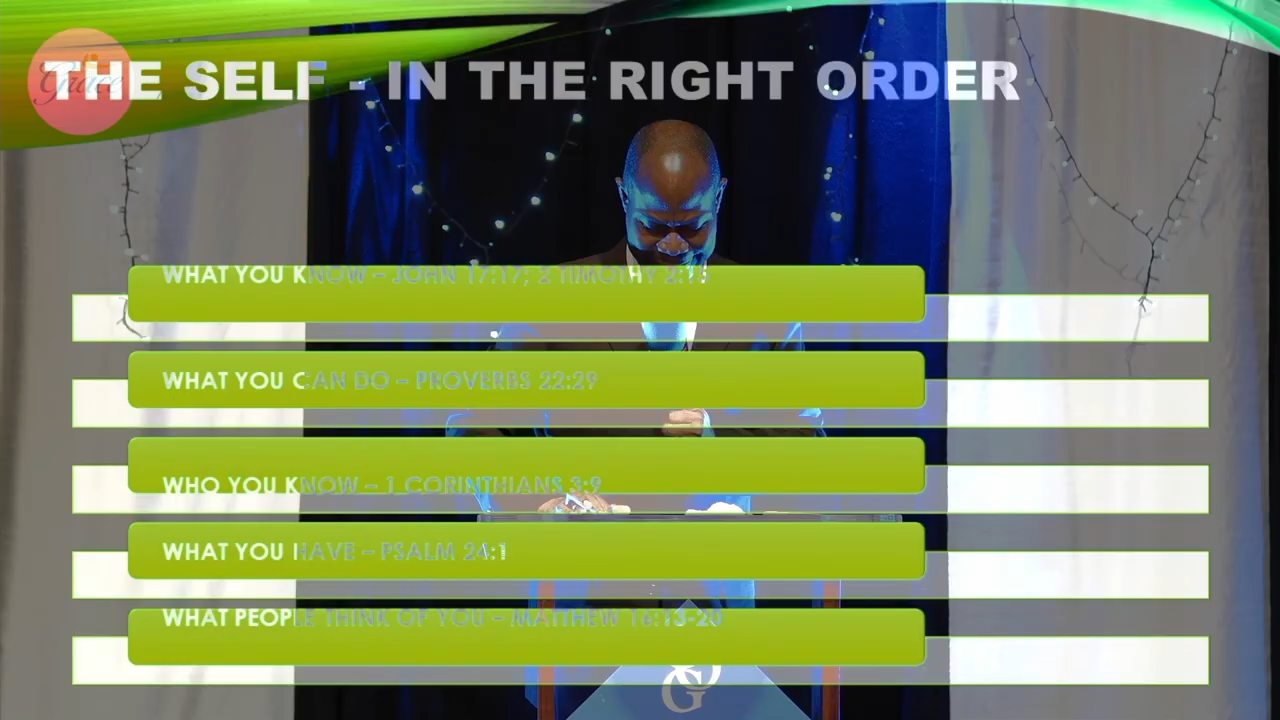 Grace
THE SELF - IN THE RIGHT ORDER
WHAT YOU KNOW – JOHN 17:17; 2 TIMOTHY 2:15
WHAT YOU CAN DO – PROVERBS 22:29
WHO YOU KNOW – 1 CORINTHIANS 3:9
WHAT YOU HAVE – PSALM 24:1
WHAT PEOPLE THINK OF YOU – MATTHEW 16:13-20
G